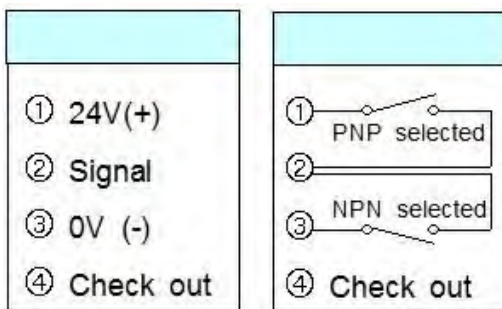 ① 24V(+)
② Signal
③ 0V (-)
④ Check out
①
PNP selected
②
NPN selected
③
④ Check out